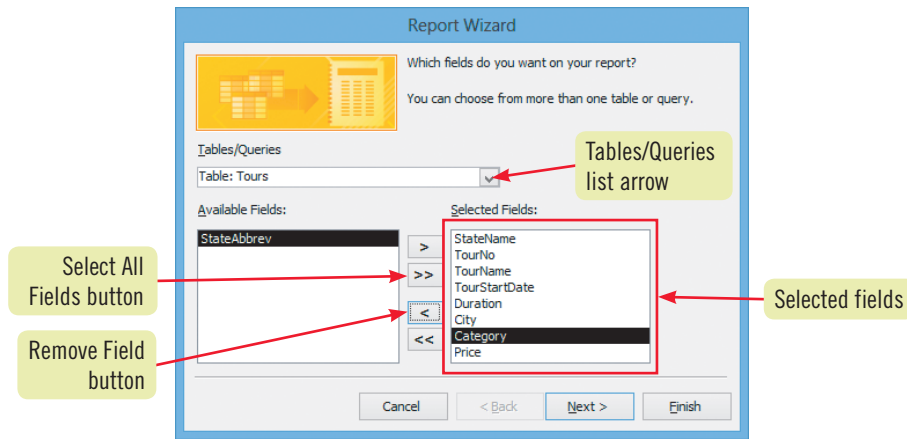 Report Wizard
Which fields do you want on your report?
You can choose from more than one table or query.
Tables/Queries
Table: Tours
Tables/Queries
list arrow
Available Fields:
Selected Fields:
StateAbbrev
>
>>
<
<<
StateName
TourNo
TourName
TourStartDate
Duration
City
Category
Price
Select All
Fields button
Remove Field
button
Selected fields
Cancel
< Back
Next >
Finish